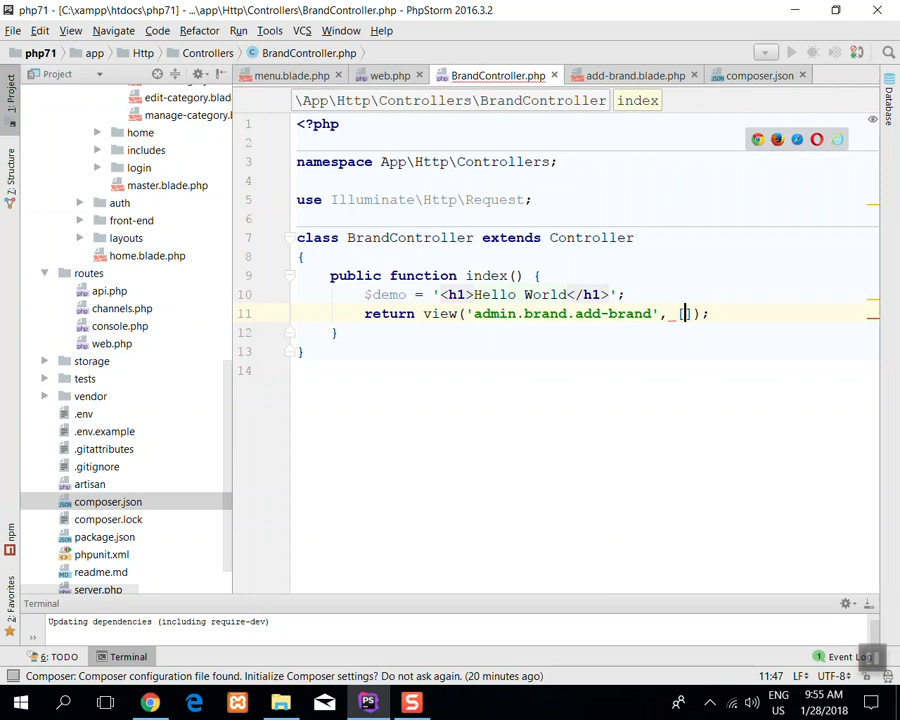 php71 - [C:\xampp\htdocs\php71] - ...\app\Http\Controllers\BrandController.php - PhpStorm 2016.3.2
File Edit View Navigate Code Refactor Run Tools VCS Window Help
php71 app Http Controllers BrandController.php
Project
menu.blade.php web.php BrandController.php add-brand.blade.php composer.json
1: Project
7: Structure
npm
2: Favorites
Database
edit-category.blad
manage-category.b
home
includes
login
master.blade.php
auth
front-end
layouts
home.blade.php
routes
api.php
channels.php
console.php
web.php
storage
tests
vendor
.env
.env.example
.gitattributes
.gitignore
artisan
composer.json
composer.lock
package.json
phpunit.xml
readme.md
server.php
\App\Http\Controllers\BrandController index
1 <?php
2
3 namespace App\Http\Controllers;
4
5 use Illuminate\Http\Request;
6
7 class BrandController extends Controller
8 {
9 public function index() {
10 $demo = '<h1>Hello World</h1>';
11 return view('admin.brand.add-brand', []);
12 }
13 }
14
Terminal
Updating dependencies (including require-dev)
6: TODO Terminal 1 Event Log
Composer: Composer configuration file found. Initialize Composer settings? Do not ask again. (20 minutes ago) 11:47 LF UTF-8
ENG 9:55 AM
US 1/28/2018